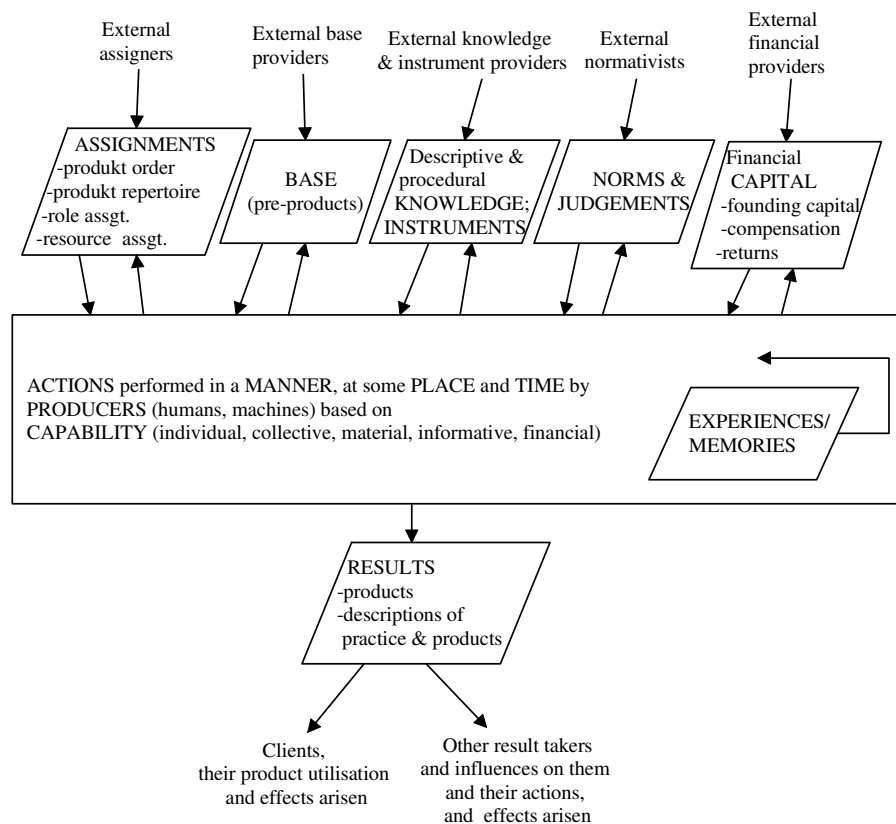 External
assigners
External base
providers
External knowledge
& instrument providers
External
normativists
External
financial
providers
ASSIGNMENTS
-produkt order
-produkt repertoire
-role assgt.
-resource assgt.
BASE
(pre-products)
Descriptive &
procedural
KNOWLEDGE;
INSTRUMENTS
NORMS &
JUDGEMENTS
Financial
CAPITAL
-founding capital
-compensation
-returns
ACTIONS performed in a MANNER, at some PLACE and TIME by
PRODUCERS (humans, machines) based on
CAPABILITY (individual, collective, material, informative, financial)
EXPERIENCES/
MEMORIES
RESULTS
-products
-descriptions of
practice & products
Clients,
their product utilisation
and effects arisen
Other result takers
and influences on them
and their actions,
and effects arisen